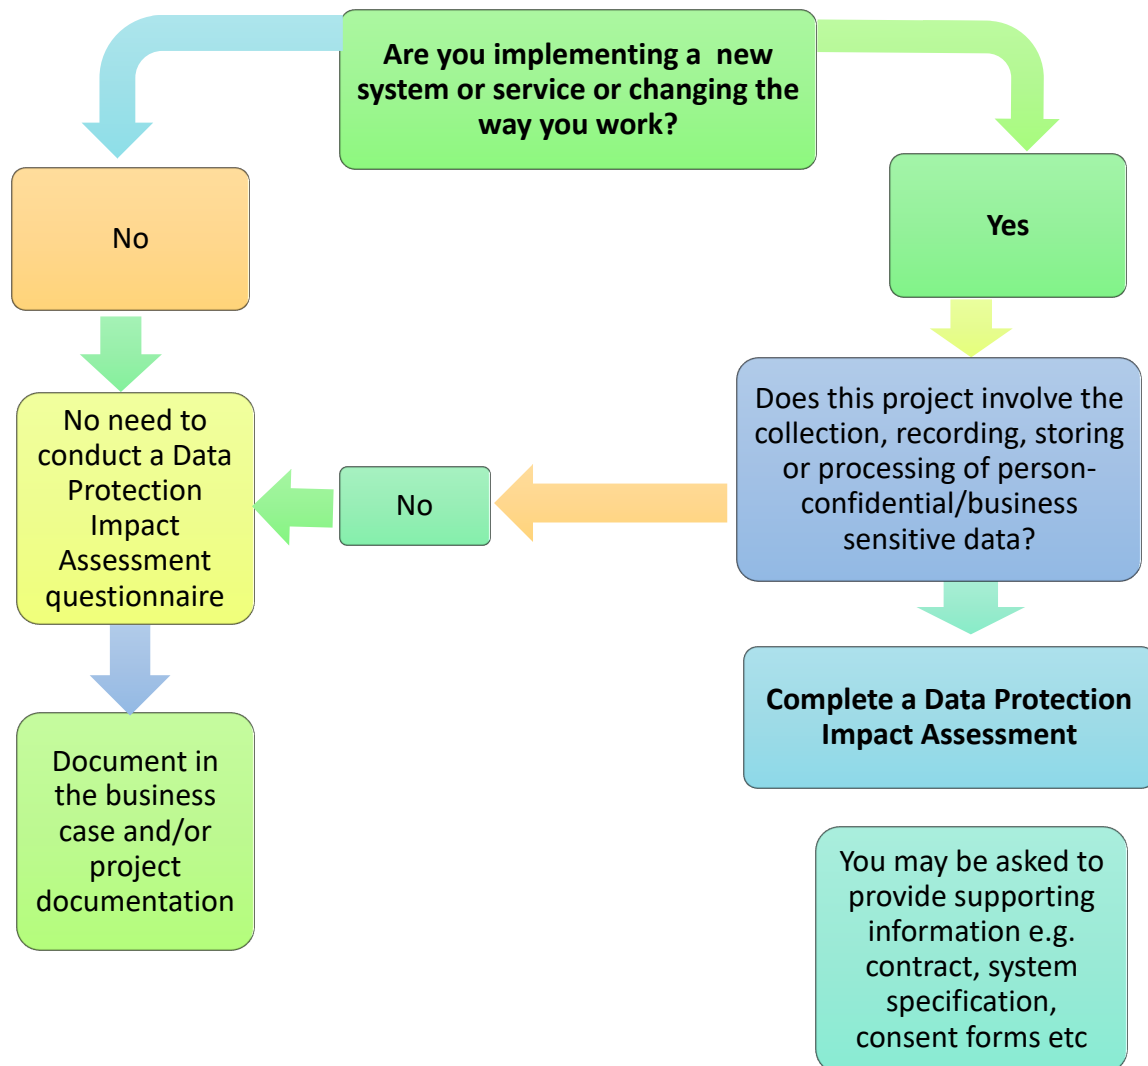 Are you implementing a  new
system or service or changing the
way you work?
No
Yes
No need to
conduct a Data
Protection
Impact
Assessment
questionnaire
No
Does this project involve the
collection, recording, storing
or processing of person-
confidential/business
sensitive data?
Complete a Data Protection
Impact Assessment
Document in
the business
case and/or
project
documentation
You may be asked to
provide supporting
information e.g.
contract, system
specification,
consent forms etc